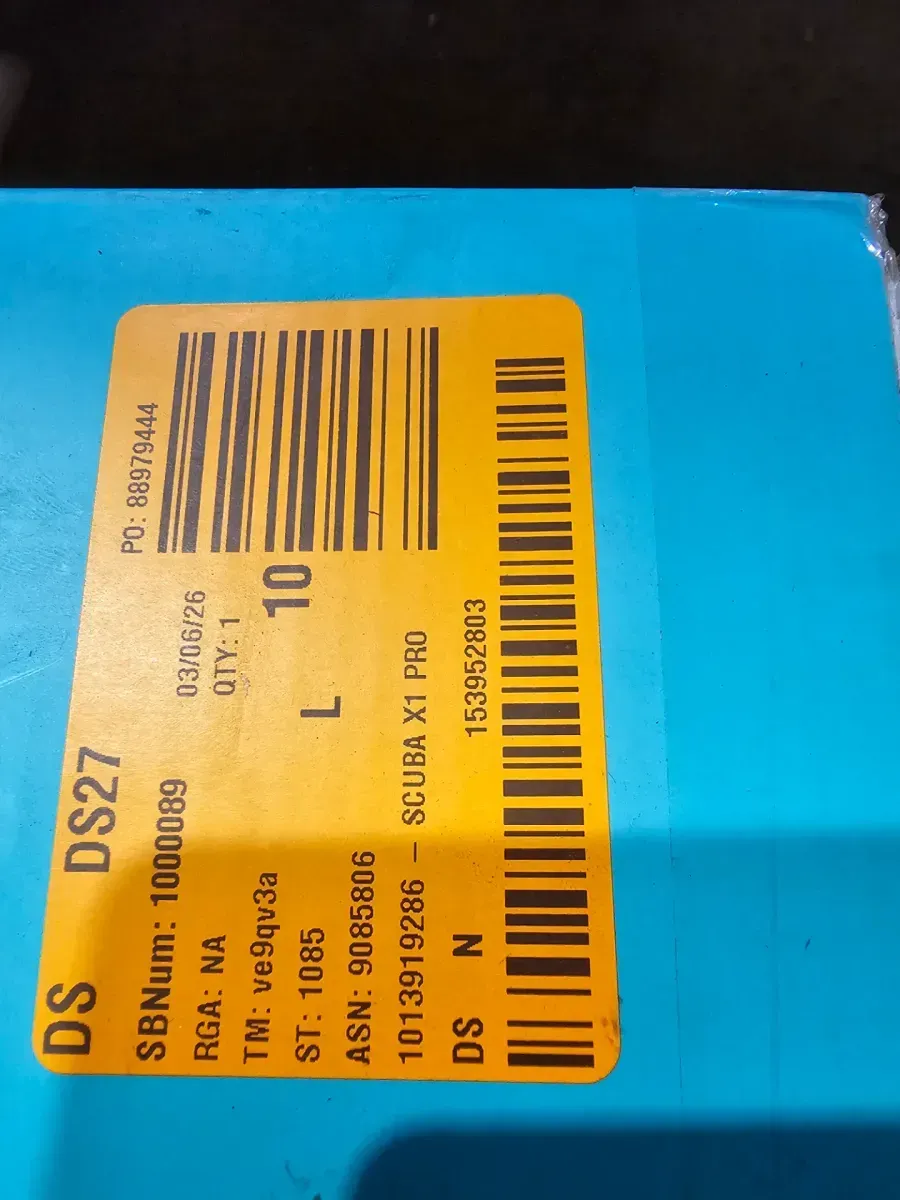 DS DS27
SBNum: 1000089
RGA: NA
03/06/26
PO: 88979444
TM: ve9qv3a
QTY: 1
ST: 1085
L 10
ASN: 9085806
1013919286 - SCUBA X1 PRO
DS N 153952803